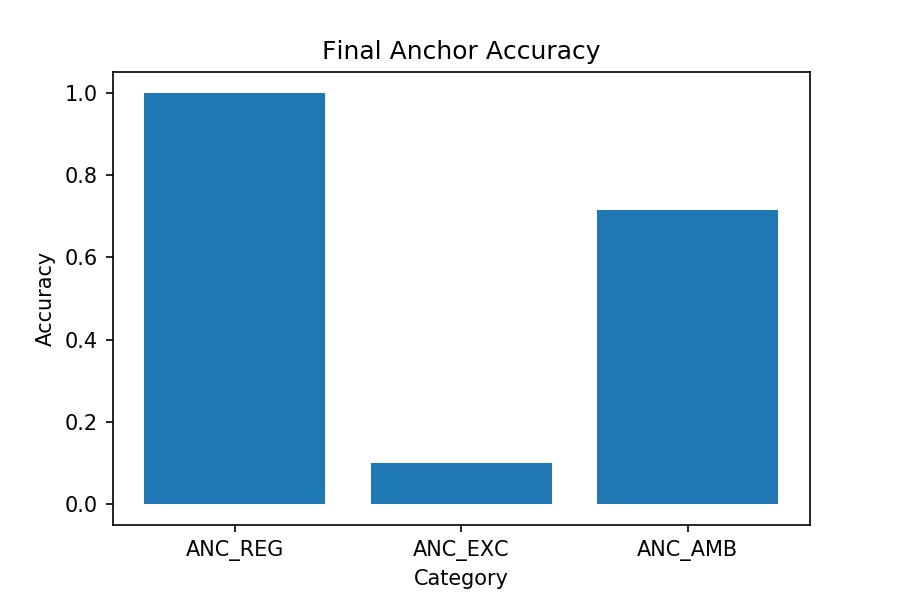 Final Anchor Accuracy
1.0
0.8
0.6
0.4
0.2
0.0
Accuracy
ANC_REG ANC_EXC ANC_AMB
Category